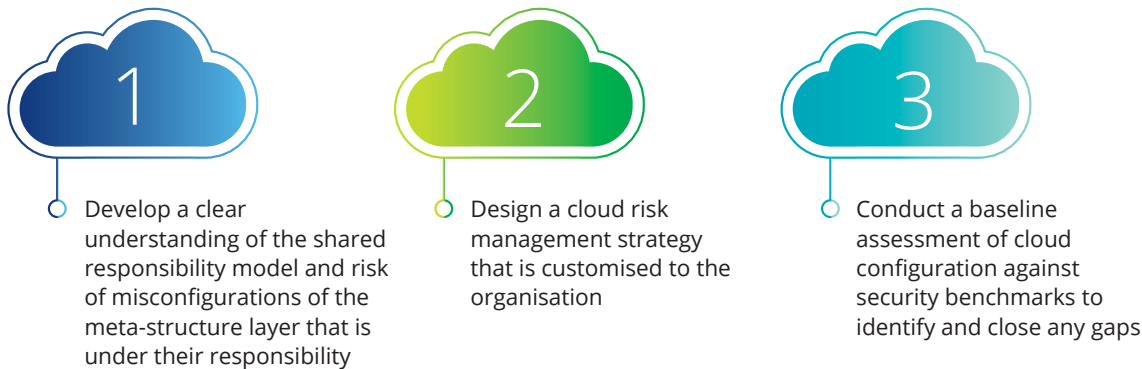 1
Develop a clear
understanding of the shared
responsibility model and risk
of misconfigurations of the
meta-structure layer that is
under their responsibility
2
Design a cloud risk
management strategy
that is customised to the
organisation
3
Conduct a baseline
assessment of cloud
configuration against
security benchmarks to
identify and close any gaps